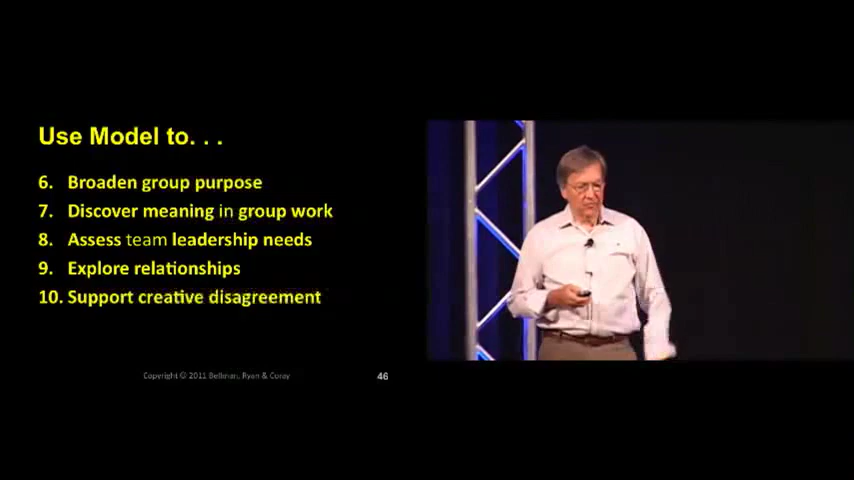 Use Model to. . .
6. Broaden group purpose
7. Discover meaning in group work
8. Assess team leadership needs
9. Explore relationships
10. Support creative disagreement
Copyright © 2011 Bellman, Ryan & Coray
46